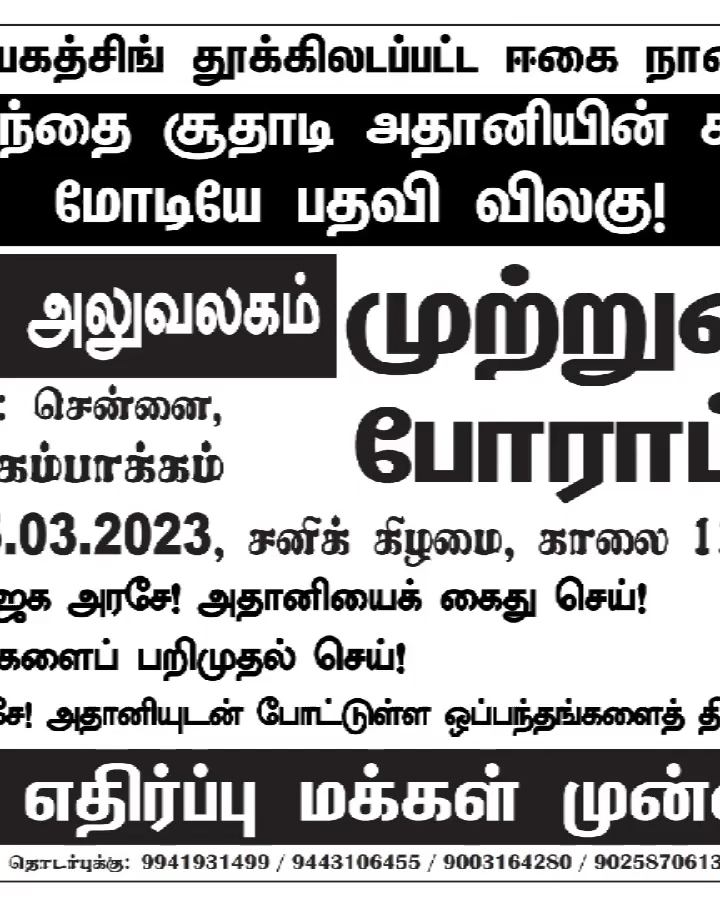 பகத்சிங் தூக்கிலடப்பட்ட ஈகை நாள
ந்தை சூதாடி அதானியின் க
மோடியே பதவி விலகு!
அலுவலகம் முற்று
: சென்னை, போராட்
கம்பாக்கம்
.03.2023, சனிக் கிழமை, காலை 1
ஜக அரசே! அதானியைக் கைது செய்!
களைப் பறிமுதல் செய்!
சே! அதானியுடன் போட்டுள்ள ஒப்பந்தங்களைத் தி
எதிர்ப்பு மக்கள் முன்
தொடர்புக்கு: 9941931499 / 9443106455 / 9003164280 / 9025870613